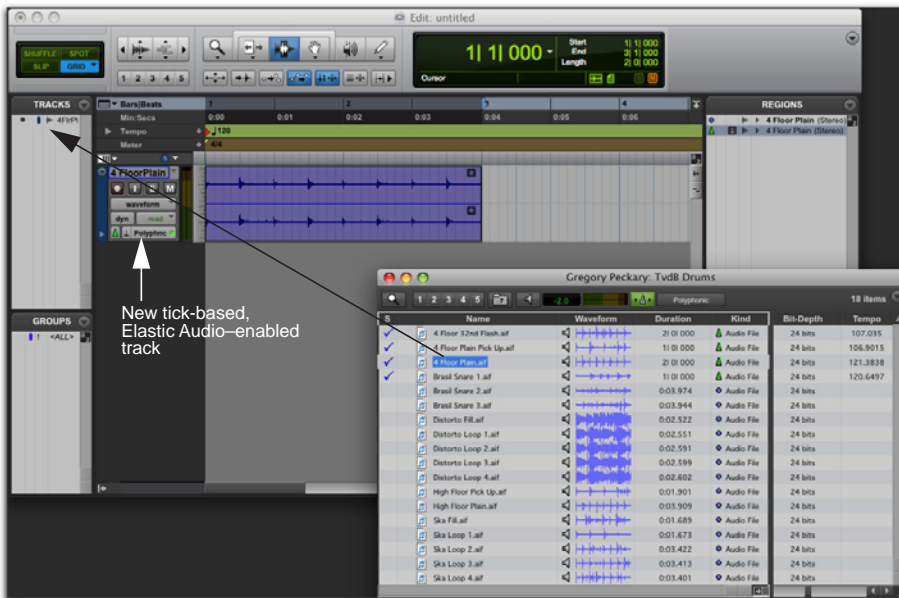 Edit: untitled
SHUFFLE SPOT
SLIP GRID
1 2 3 4 5
1| 1| 000
Start 1| 1| 000
End 3| 1| 000
Length 2| 0| 000
Cursor
TRACKS
4FlrPl
Bars|Beats 1 2 3 4
Min:Secs 0:00 0:01 0:02 0:03 0:04 0:05 0:06
Tempo 120
Meter 4/4
REGIONS
4 Floor Plain (Stereo)
4 Floor Plain (Stereo)
4 FloorPlain
I S M
waveform
dyn read
Polyphnc
New tick-based,
Elastic Audio–enabled
track
GROUPS
1 <ALL>
Gregory Peckary: TvdB Drums
1 2 3 4 5 -2.0 Polyphonic 18 items
S Name Waveform Duration Kind Bit-Depth Tempo
4 Floor 32nd Flash.aif 2| 0| 000 Audio File 24 bits 107.035
4 Floor Plain Pick Up.aif 1| 0| 000 Audio File 24 bits 106.9015
4 Floor Plain.aif 2| 0| 000 Audio File 24 bits 121.3838
Brasil Snare 1.aif 1| 0| 000 Audio File 24 bits 120.6497
Brasil Snare 2.aif 0:03.974 Audio File 24 bits
Brasil Snare 3.aif 0:03.944 Audio File 24 bits
Distorto Fill.aif 0:02.522 Audio File 24 bits
Distorto Loop 1.aif 0:02.551 Audio File 24 bits
Distorto Loop 2.aif 0:02.591 Audio File 24 bits
Distorto Loop 3.aif 0:02.599 Audio File 24 bits
Distorto Loop 4.aif 0:02.602 Audio File 24 bits
High Floor Pick Up.aif 0:01.901 Audio File 24 bits
High Floor Plain.aif 0:03.909 Audio File 24 bits
Ska Fill.aif 0:01.689 Audio File 24 bits
Ska Loop 1.aif 0:01.673 Audio File 24 bits
Ska Loop 2.aif 0:03.422 Audio File 24 bits
Ska Loop 3.aif 0:03.413 Audio File 24 bits
Ska Loop 4.aif 0:03.401 Audio File 24 bits